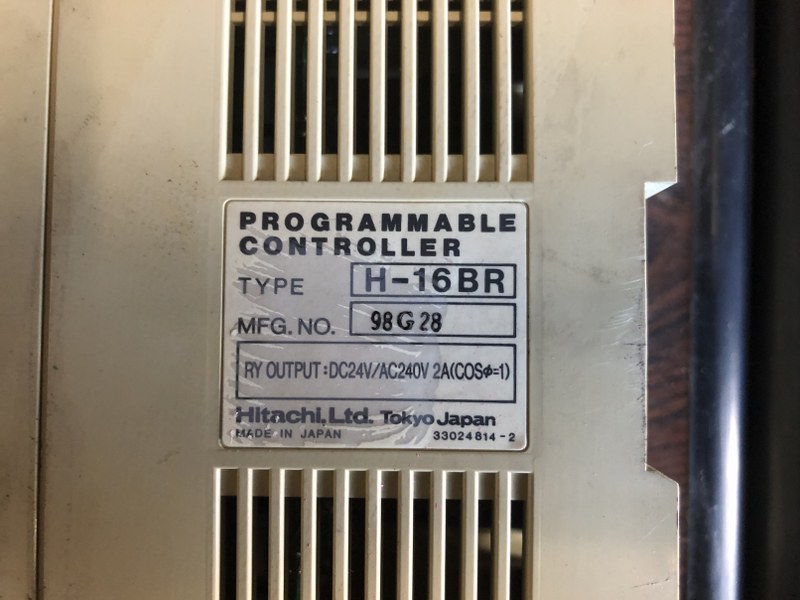 PROGRAMMABLE
CONTROLLER
TYPE H-16BR
MFG. NO. 98G28
RY OUTPUT:DC24V/AC240V 2A(COSϕ=1)
Hitachi, Ltd. Tokyo Japan
MADE IN JAPAN 33024814-2